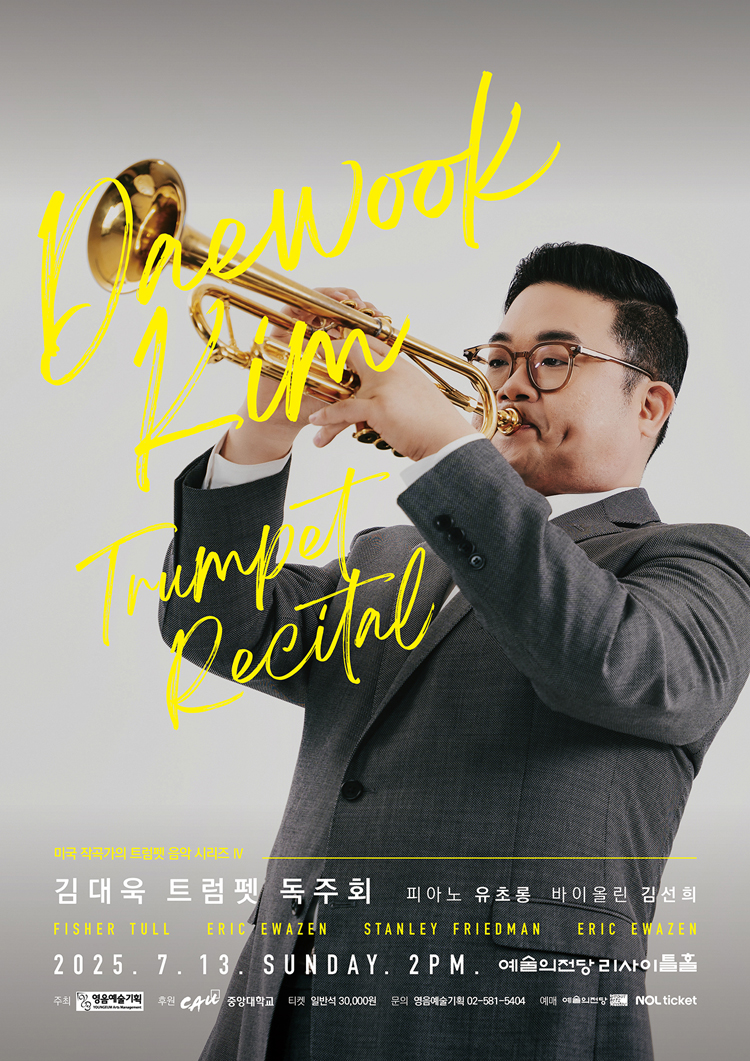 Daewook
Kim
Trumpet
Recital
미국 작곡가의 트럼펫 음악 시리즈 Ⅳ
김대욱 트럼펫 독주회 피아노 유초롱 바이올린 김선희
FISHER TULL ERIC EWAZEN STANLEY FRIEDMAN ERIC EWAZEN
2025. 7. 13. SUNDAY. 2PM. 예술의전당 리사이틀홀
주최 영음예술기획 YOUNGEUM Arts Management 후원 CAU 중앙대학교 티켓 일반석 30,000원 문의 영음예술기획 02-581-5404 예매 예술의전당 NOL ticket